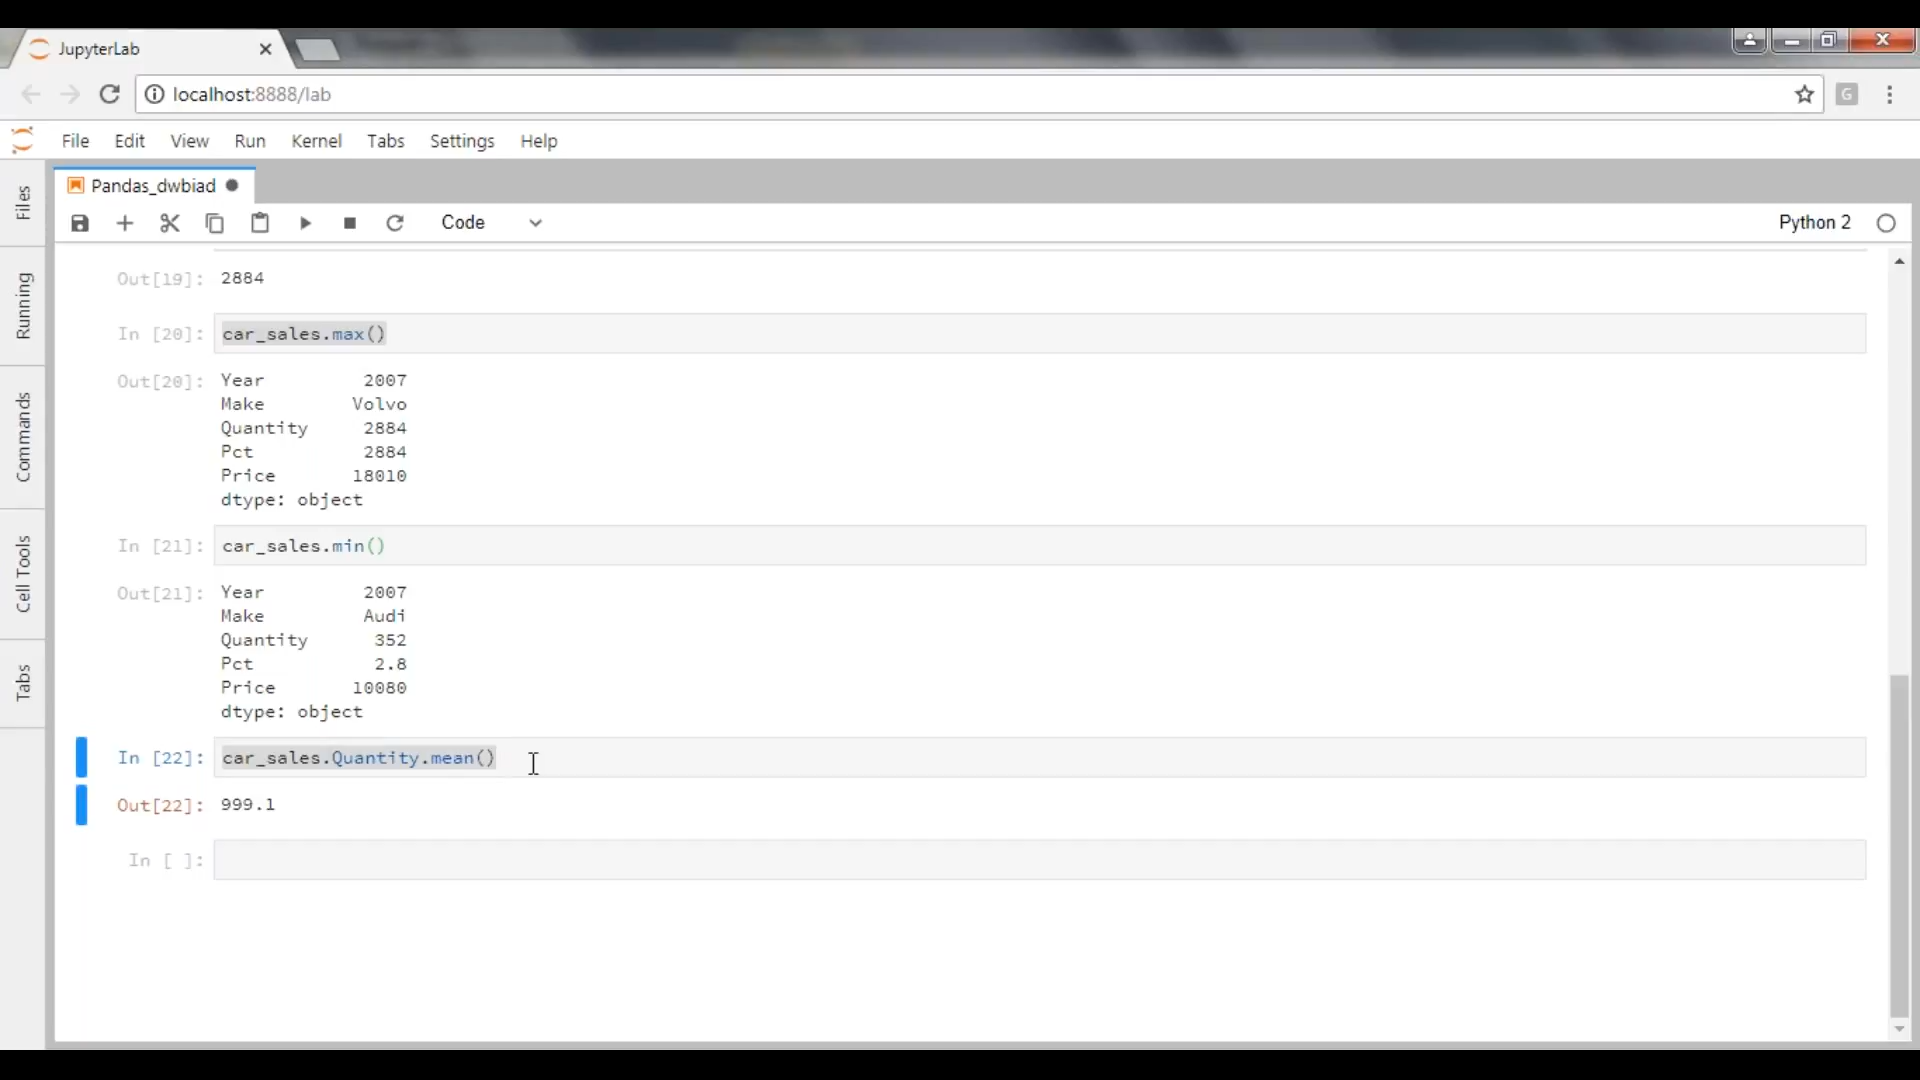 JupyterLab
localhost:8888/lab
G
File Edit View Run Kernel Tabs Settings Help
Files
Running
Commands
Cell Tools
Tabs
Pandas_dwbiad
Code
Python 2
Out[19]: 2884
In [20]: car_sales.max()
Out[20]: Year 2007
Make Volvo
Quantity 2884
Pct 2884
Price 18010
dtype: object
In [21]: car_sales.min()
Out[21]: Year 2007
Make Audi
Quantity 352
Pct 2.8
Price 10080
dtype: object
In [22]: car_sales.Quantity.mean()
Out[22]: 999.1
In [ ]: